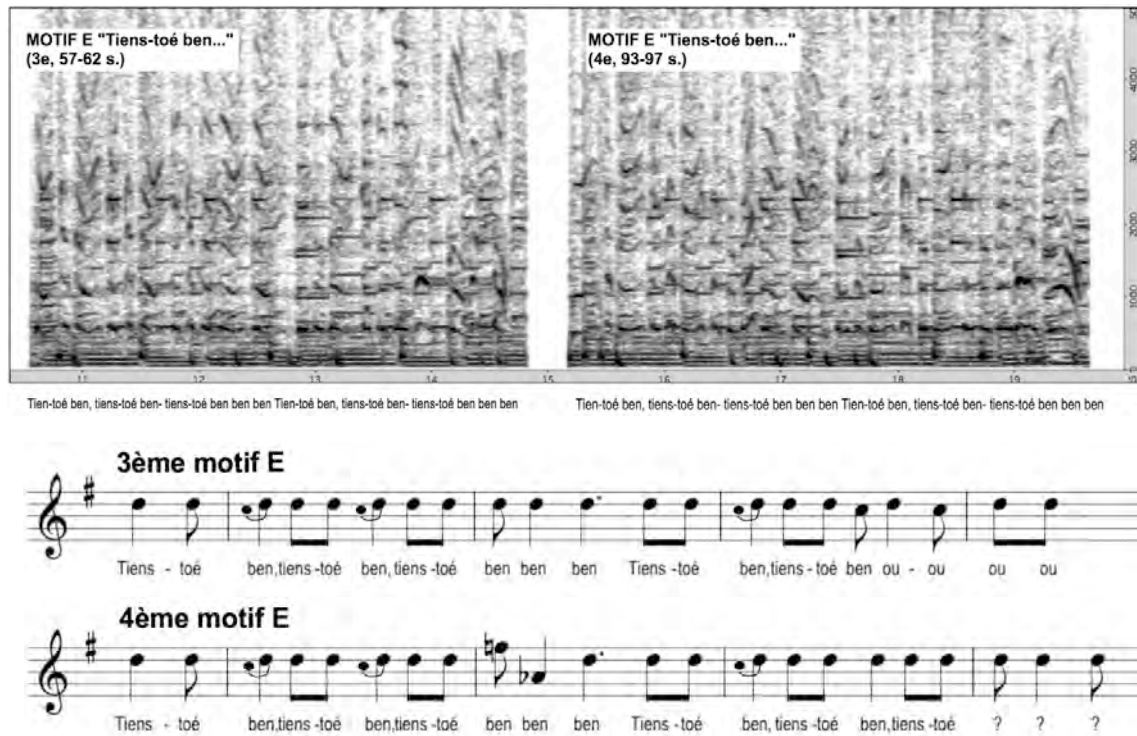 MOTIF E "Tiens-toé ben..."
(3e, 57-62 s.)
MOTIF E "Tiens-toé ben..."
(4e, 93-97 s.)
4000
3000
2000
1000
0
11 12 13 14 15 16 17 18 19
Tien-toé ben, tiens-toé ben- tiens-toé ben ben ben Tien-toé ben, tiens-toé ben- tiens-toé ben ben ben
Tien-toé ben, tiens-toé ben- tiens-toé ben ben ben Tien-toé ben, tiens-toé ben- tiens-toé ben ben ben
3ème motif E
Tiens - toé ben, tiens -toé ben, tiens -toé ben ben ben Tiens -toé ben, tiens -toé ben ou - ou ou ou
4ème motif E
Tiens - toé ben, tiens -toé ben, tiens -toé ben ben ben Tiens -toé ben, tiens -toé ben, tiens -toé ? ? ?